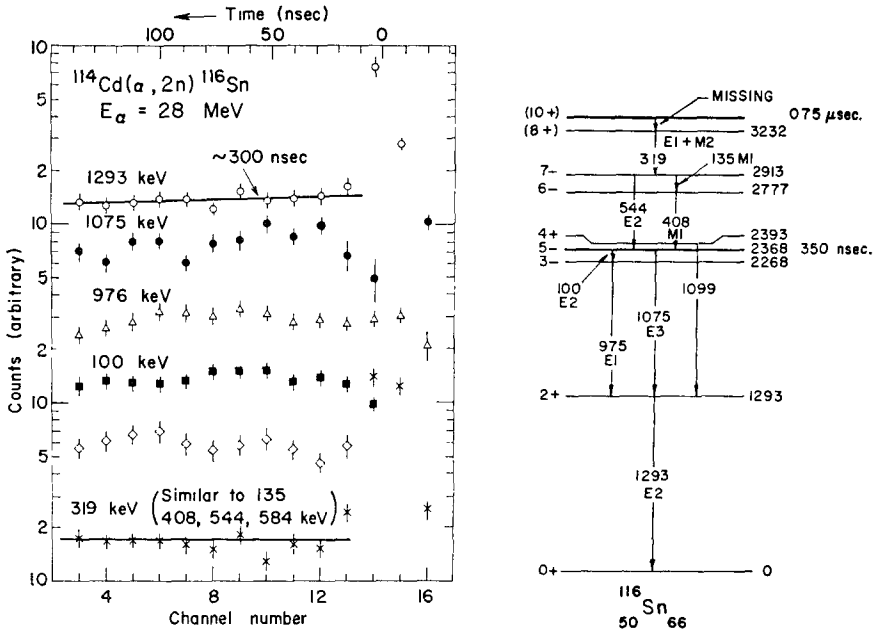 Time (nsec)
100 50 0
10
5
2
10
5
2
10
5
2
10
Counts (arbitrary)
¹¹⁴Cd(α,2n)¹¹⁶Sn
Eα = 28 MeV
~300 nsec
1293 keV
1075 keV
976 keV
100 keV
319 keV (Similar to 135
408, 544, 584 keV)
4 8 12 16
Channel number
MISSING
(10+) 075 μsec.
(8+) 3232
E1+M2
319 135 M1
7- 2913
6- 2777
544 408
E2 M1
4+ 2393
5- 2368 350 nsec.
3- 2268
100
E2
1075
E3
1099
975
E1
2+ 1293
1293
E2
0+ 0
¹¹⁶Sn
50 66